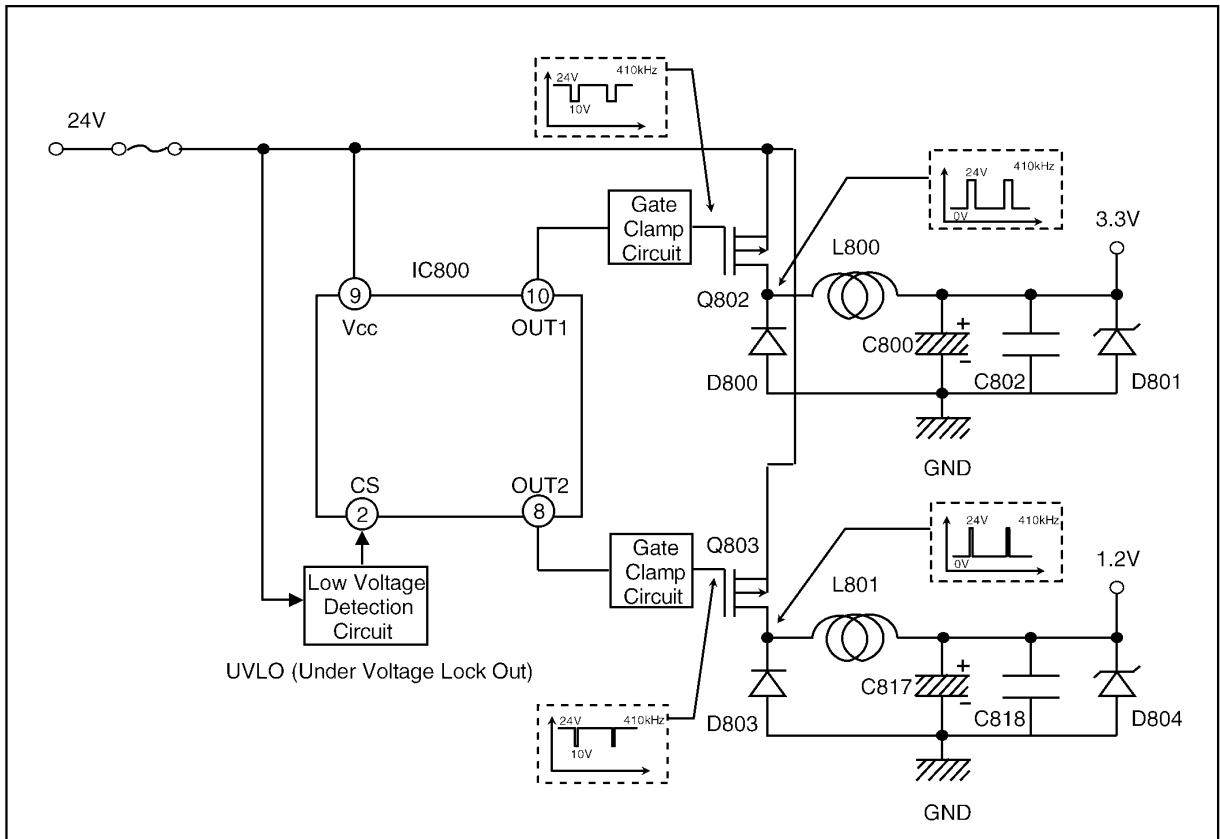 24V
410kHz
10V
24V
410kHz
0V
Gate
Clamp
Circuit
L800
3.3V
IC800
9
10
Vcc
OUT1
Q802
D800
C800
+
-
C802
D801
GND
CS
OUT2
2
8
Low Voltage
Detection
Circuit
UVLO (Under Voltage Lock Out)
Gate
Clamp
Circuit
Q803
24V
410kHz
0V
L801
1.2V
D803
C817
+
-
C818
D804
GND
24V
410kHz
10V
24V